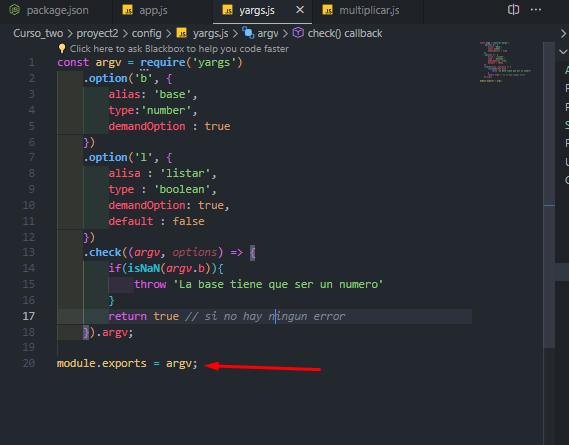 package.json JS app.js JS yargs.js JS multiplicar.js
Curso_two > proyect2 > config > JS yargs.js > argv > check() callback
Click here to ask Blackbox to help you code faster
1 const argv = require('yargs')
2 .option('b', {
3 alias: 'base',
4 type:'number',
5 demandOption : true
6 })
7 .option('l', {
8 alisa : 'listar',
9 type : 'boolean',
10 demandOption: true,
11 default : false
12 })
13 .check((argv, options) => {
14 if(isNaN(argv.b)){
15 throw 'La base tiene que ser un numero'
16 }
17 return true // si no hay ningun error
18 }).argv;
19
20 module.exports = argv;